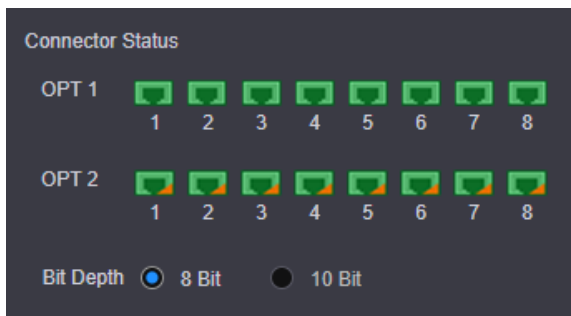 Connector Status
OPT 1
1 2 3 4 5 6 7 8
OPT 2
1 2 3 4 5 6 7 8
Bit Depth 8 Bit 10 Bit